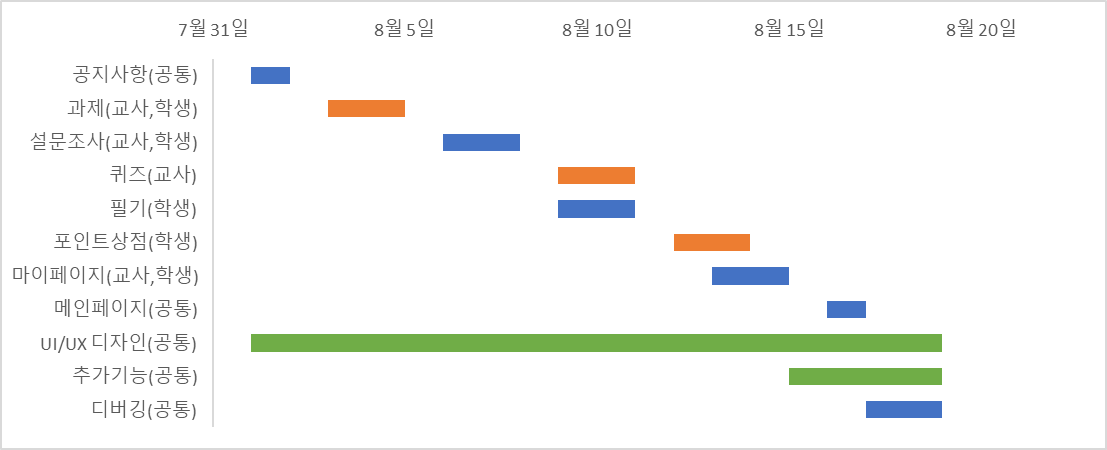 7월 31일 8월 5일 8월 10일 8월 15일 8월 20일
공지사항(공통)
과제(교사,학생)
설문조사(교사,학생)
퀴즈(교사)
필기(학생)
포인트상점(학생)
마이페이지(교사,학생)
메인페이지(공통)
UI/UX 디자인(공통)
추가기능(공통)
디버깅(공통)